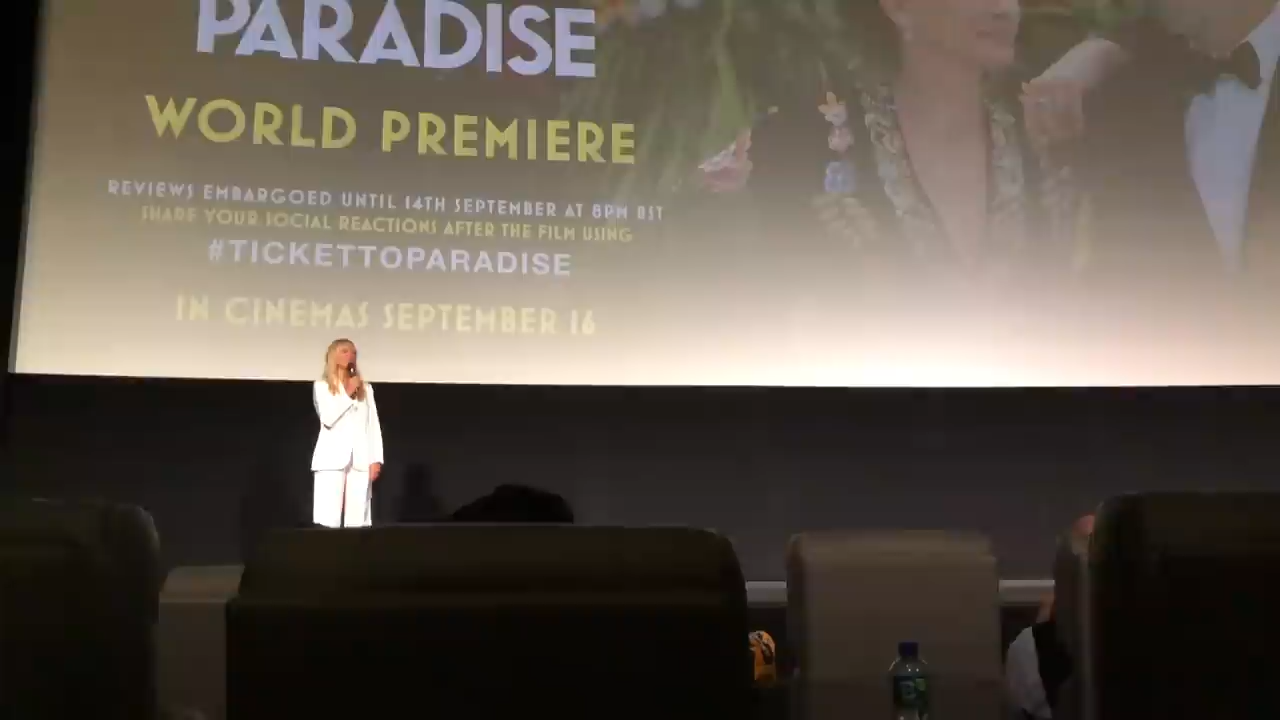 PARADISE
WORLD PREMIERE
REVIEWS EMBARGOED UNTIL 14TH SEPTEMBER AT 8PM BST
SHARE YOUR SOCIAL REACTIONS AFTER THE FILM USING
#TICKETTOPARADISE
IN CINEMAS SEPTEMBER 16